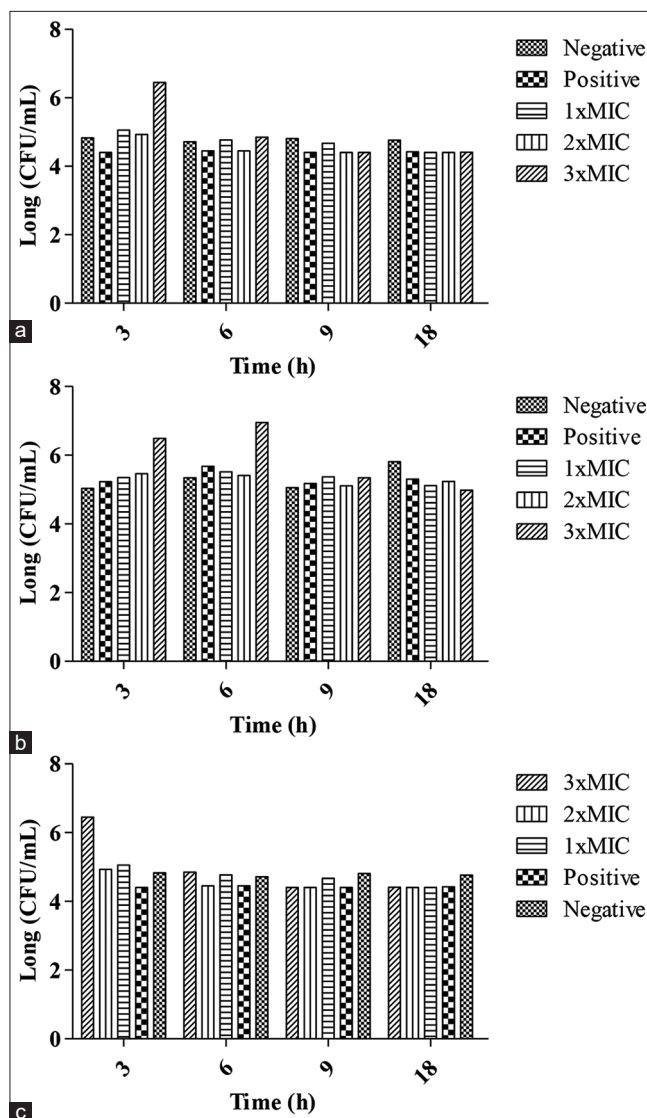 8
6
4
2
0
Long (CFU/mL)
3
6
9
18
Time (h)
Negative
Positive
1xMIC
2xMIC
3xMIC
a
8
6
4
2
0
Long (CFU/mL)
3
6
9
18
Time (h)
Negative
Positive
1xMIC
2xMIC
3xMIC
b
8
6
4
2
0
Long (CFU/mL)
3
6
9
18
Time (h)
3xMIC
2xMIC
1xMIC
Positive
Negative
c